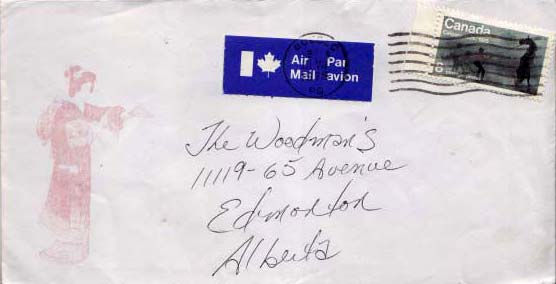 Canada
Air Par
Mail avion
The Woodman's
11119-65 Avenue
Edmonton
Alberta